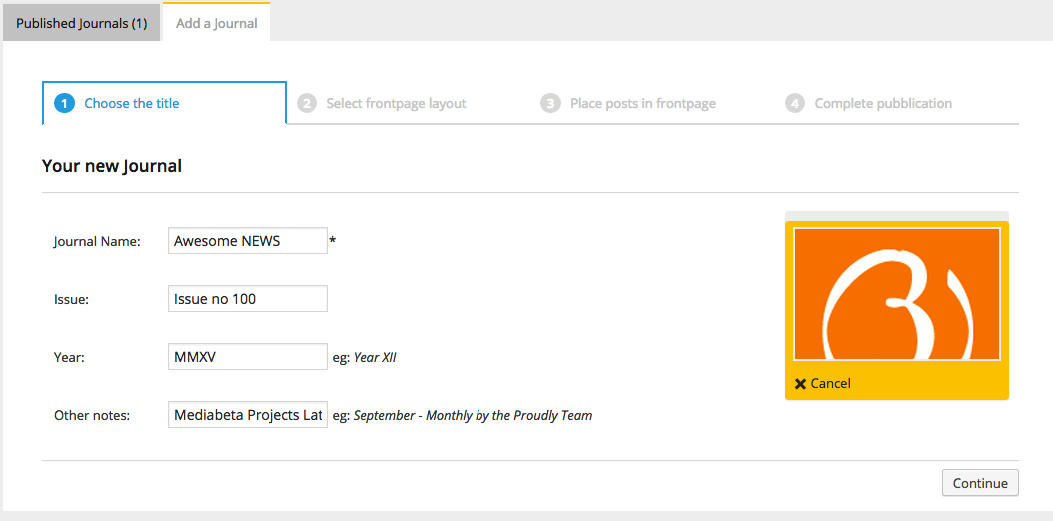 Published Journals (1) Add a Journal
1 Choose the title 2 Select frontpage layout 3 Place posts in frontpage 4 Complete pubblication
Your new Journal
Journal Name: Awesome NEWS *
Issue: Issue no 100
Year: MMXV eg: Year XII
Other notes: Mediabeta Projects Lat eg: September - Monthly by the Proudly Team
Cancel
Continue